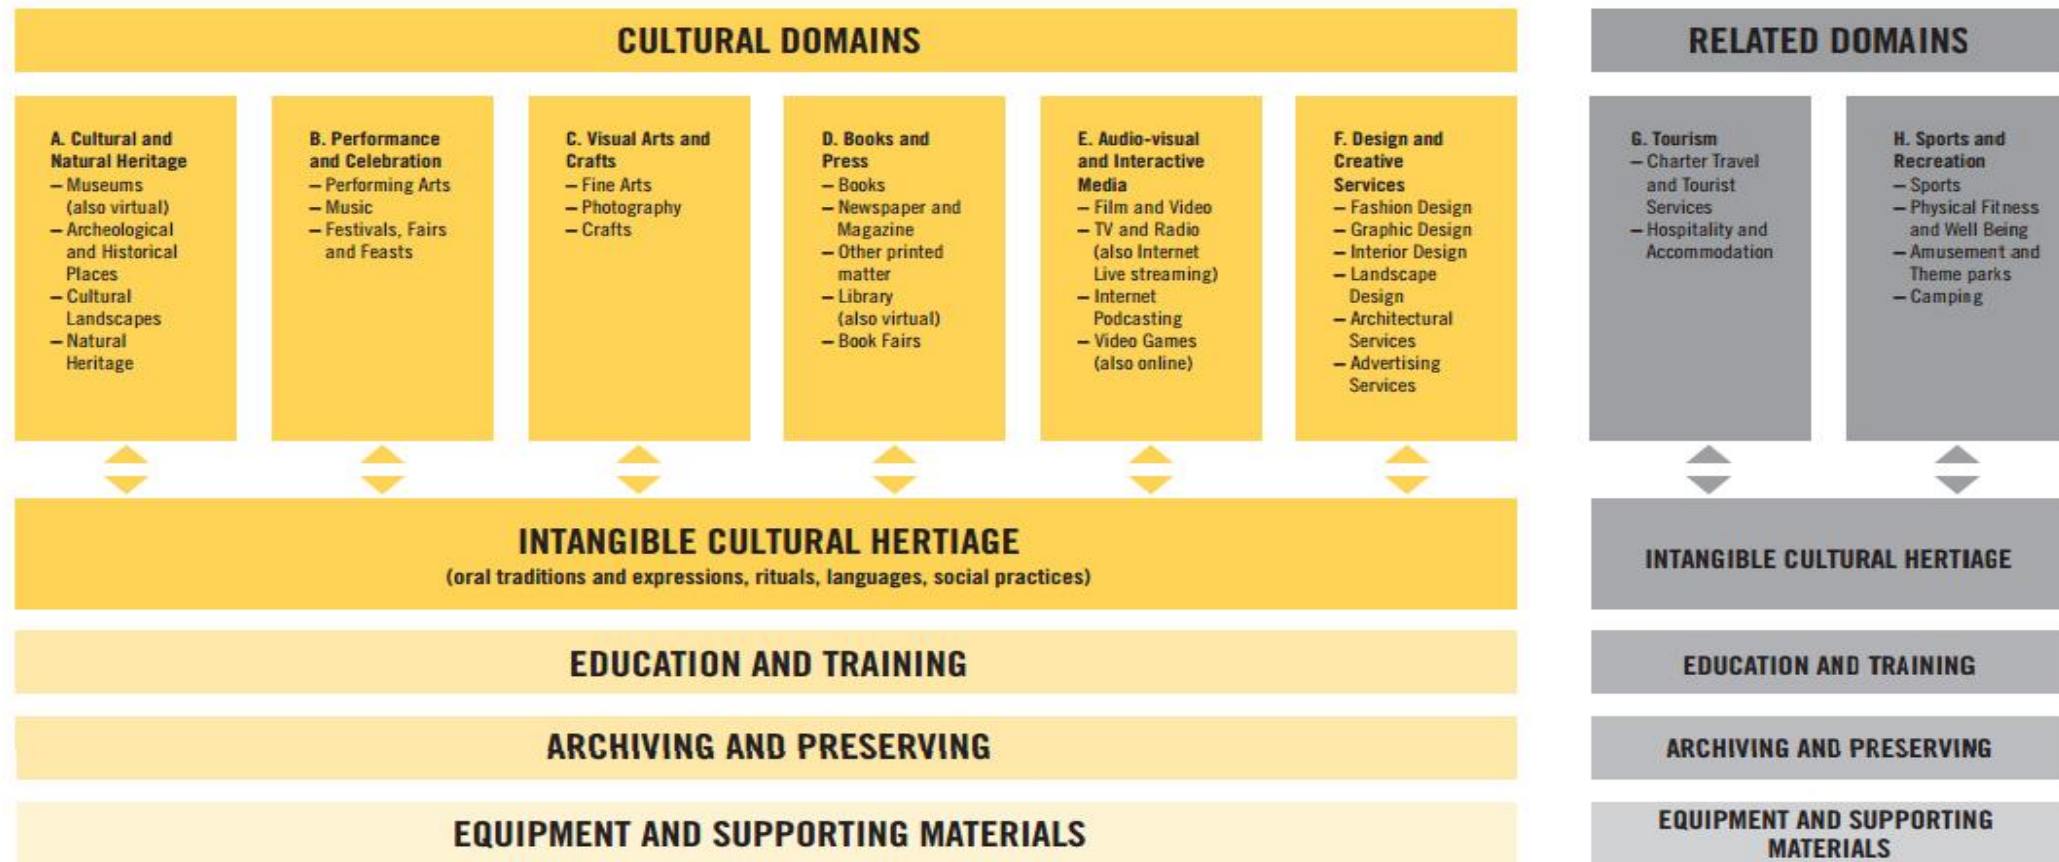 CULTURAL DOMAINS
RELATED DOMAINS
A. Cultural and
Natural Heritage
– Museums
(also virtual)
– Archeological
and Historical
Places
– Cultural
Landscapes
– Natural
Heritage
B. Performance
and Celebration
– Performing Arts
– Music
– Festivals, Fairs
and Feasts
C. Visual Arts and
Crafts
– Fine Arts
– Photography
– Crafts
D. Books and
Press
– Books
– Newspaper and
Magazine
– Other printed
matter
– Library
(also virtual)
– Book Fairs
E. Audio-visual
and Interactive
Media
– Film and Video
– TV and Radio
(also Internet
Live streaming)
– Internet
Podcasting
– Video Games
(also online)
F. Design and
Creative
Services
– Fashion Design
– Graphic Design
– Interior Design
– Landscape
Design
– Architectural
Services
– Advertising
Services
G. Tourism
– Charter Travel
and Tourist
Services
– Hospitality and
Accommodation
H. Sports and
Recreation
– Sports
– Physical Fitness
and Well Being
– Amusement and
Theme parks
– Camping
INTANGIBLE CULTURAL HERTIAGE
(oral traditions and expressions, rituals, languages, social practices)
INTANGIBLE CULTURAL HERTIAGE
EDUCATION AND TRAINING
EDUCATION AND TRAINING
ARCHIVING AND PRESERVING
ARCHIVING AND PRESERVING
EQUIPMENT AND SUPPORTING MATERIALS
EQUIPMENT AND SUPPORTING
MATERIALS